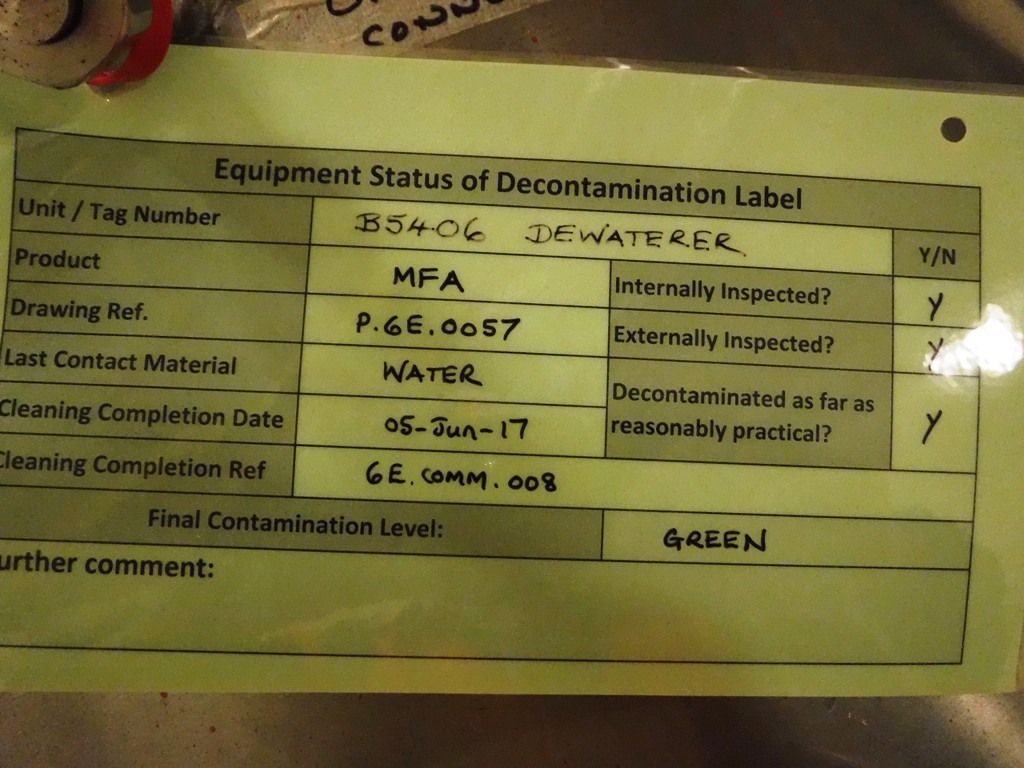 CONN
Equipment Status of Decontamination Label
Unit / Tag Number B5406 DEWATERER Y/N
Product MFA Internally Inspected? Y
Drawing Ref. P.6E.0057 Externally Inspected? Y
Last Contact Material WATER
Decontaminated as far as
reasonably practical? Y
Cleaning Completion Date 05-Jun-17
Cleaning Completion Ref 6E.COMM.008
Final Contamination Level: GREEN
urther comment: